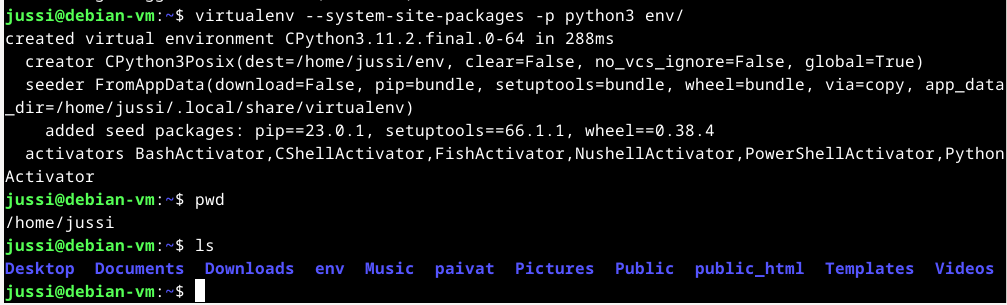 jussi@debian-vm:~$ virtualenv --system-site-packages -p python3 env/
created virtual environment CPython3.11.2.final.0-64 in 288ms
  creator CPython3Posix(dest=/home/jussi/env, clear=False, no_vcs_ignore=False, global=True)
  seeder FromAppData(download=False, pip=bundle, setuptools=bundle, wheel=bundle, via=copy, app_data
_dir=/home/jussi/.local/share/virtualenv)
    added seed packages: pip==23.0.1, setuptools==66.1.1, wheel==0.38.4
  activators BashActivator,CShellActivator,FishActivator,NushellActivator,PowerShellActivator,Python
Activator
jussi@debian-vm:~$ pwd
/home/jussi
jussi@debian-vm:~$ ls
Desktop  Documents  Downloads  env  Music  paivat  Pictures  Public  public_html  Templates  Videos
jussi@debian-vm:~$